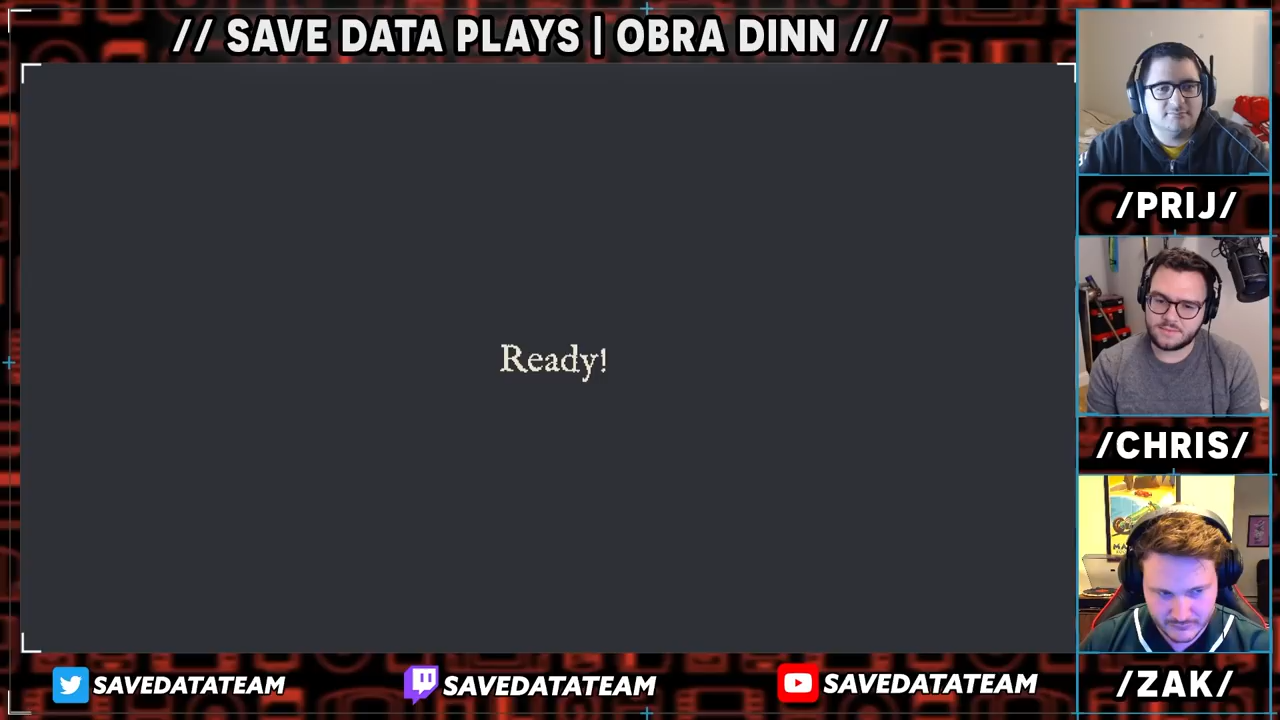 // SAVE DATA PLAYS | OBRA DINN //
Ready!
/PRIJ/
/CHRIS/
/ZAK/
SAVEDATATEAM
SAVEDATATEAM
SAVEDATATEAM